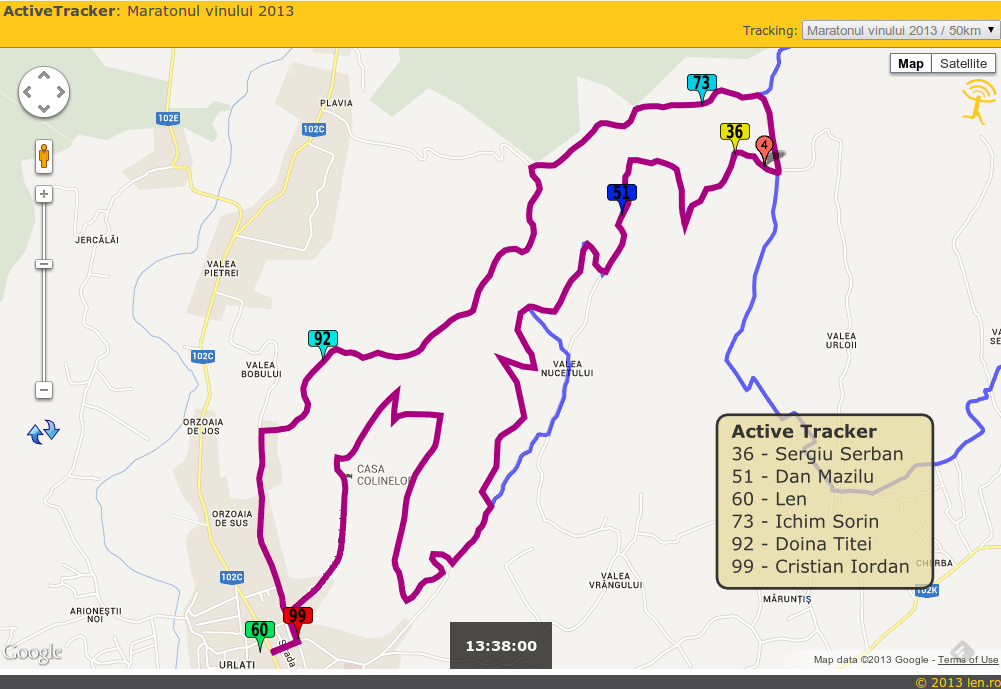 ActiveTracker: Maratonul vinului 2013
Tracking: Maratonul vinului 2013 / 50km
Map Satellite
73
PLAVIA
102E
102C
36
4
51
JERCĂLĂI
VALEA
PIETREI
92
VALEA
URLOII
102C
VALEA
BOBULUI
VALEA
NUCETULUI
ORZOAIA
DE JOS
Active Tracker
36 - Sergiu Serban
51 - Dan Mazilu
60 - Len
73 - Ichim Sorin
92 - Doina Titei
99 - Cristian Iordan
CASA
COLINELOR
ORZOAIA
DE SUS
102C
VALEA
VRÂNGULUI
CHERBA
102K
MĂRUNȚIȘ
ARIONEȘTII
NOI
99
60
13:38:00
Google
URLATI
Map data ©2013 Google - Terms of Use
© 2013 len.ro